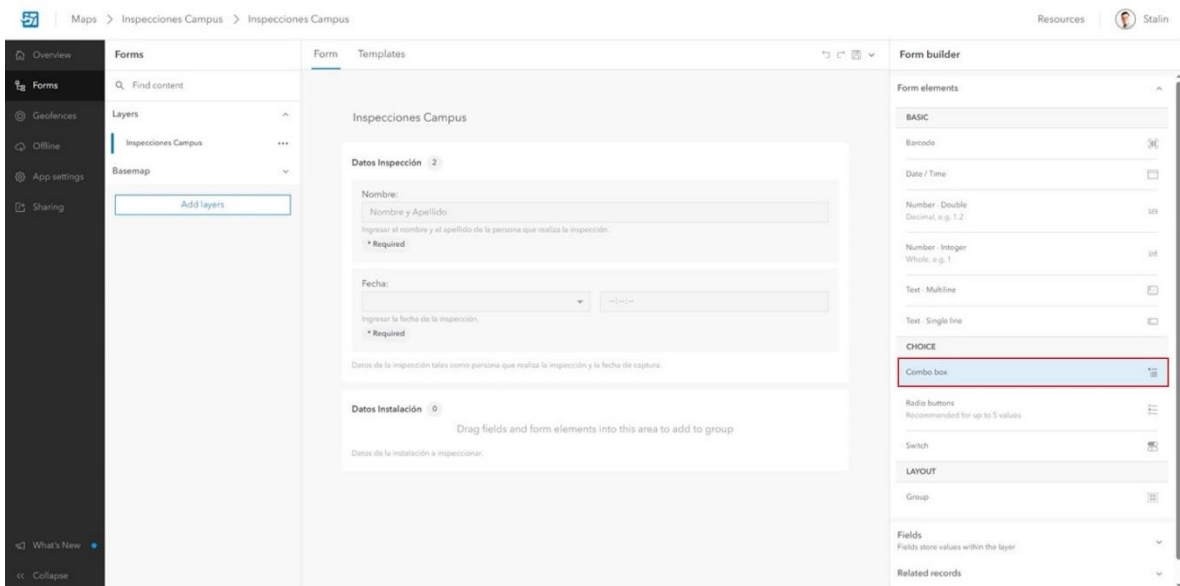 Maps > Inspecciones Campus > Inspecciones Campus
Resources
Stalin
Overview
Forms
Geofences
Offline
App settings
Sharing
What's New
<< Collapse
Forms
Find content
Layers
Inspecciones Campus
Basemap
Add layers
Form
Templates
Inspecciones Campus
Datos Inspección 2
Nombre:
Nombre y Apellido
Ingresar el nombre y el apellido de la persona que realiza la inspección.
* Required
Fecha:
--:--:--
Ingresar la fecha de la inspección.
* Required
Datos de la inspección tales como persona que realiza la inspección y la fecha de captura.
Datos Instalación 0
Drag fields and form elements into this area to add to group
Datos de la instalación a inspeccionar.
Form builder
Form elements
BASIC
Barcode
Date / Time
Number - Double
Decimal, e.g. 1.2
123
Number - Integer
Whole, e.g. 1
int
Text - Multiline
Text - Single line
CHOICE
Combo box
Radio buttons
Recommended for up to 5 values
Switch
LAYOUT
Group
Fields
Fields store values within the layer
Related records